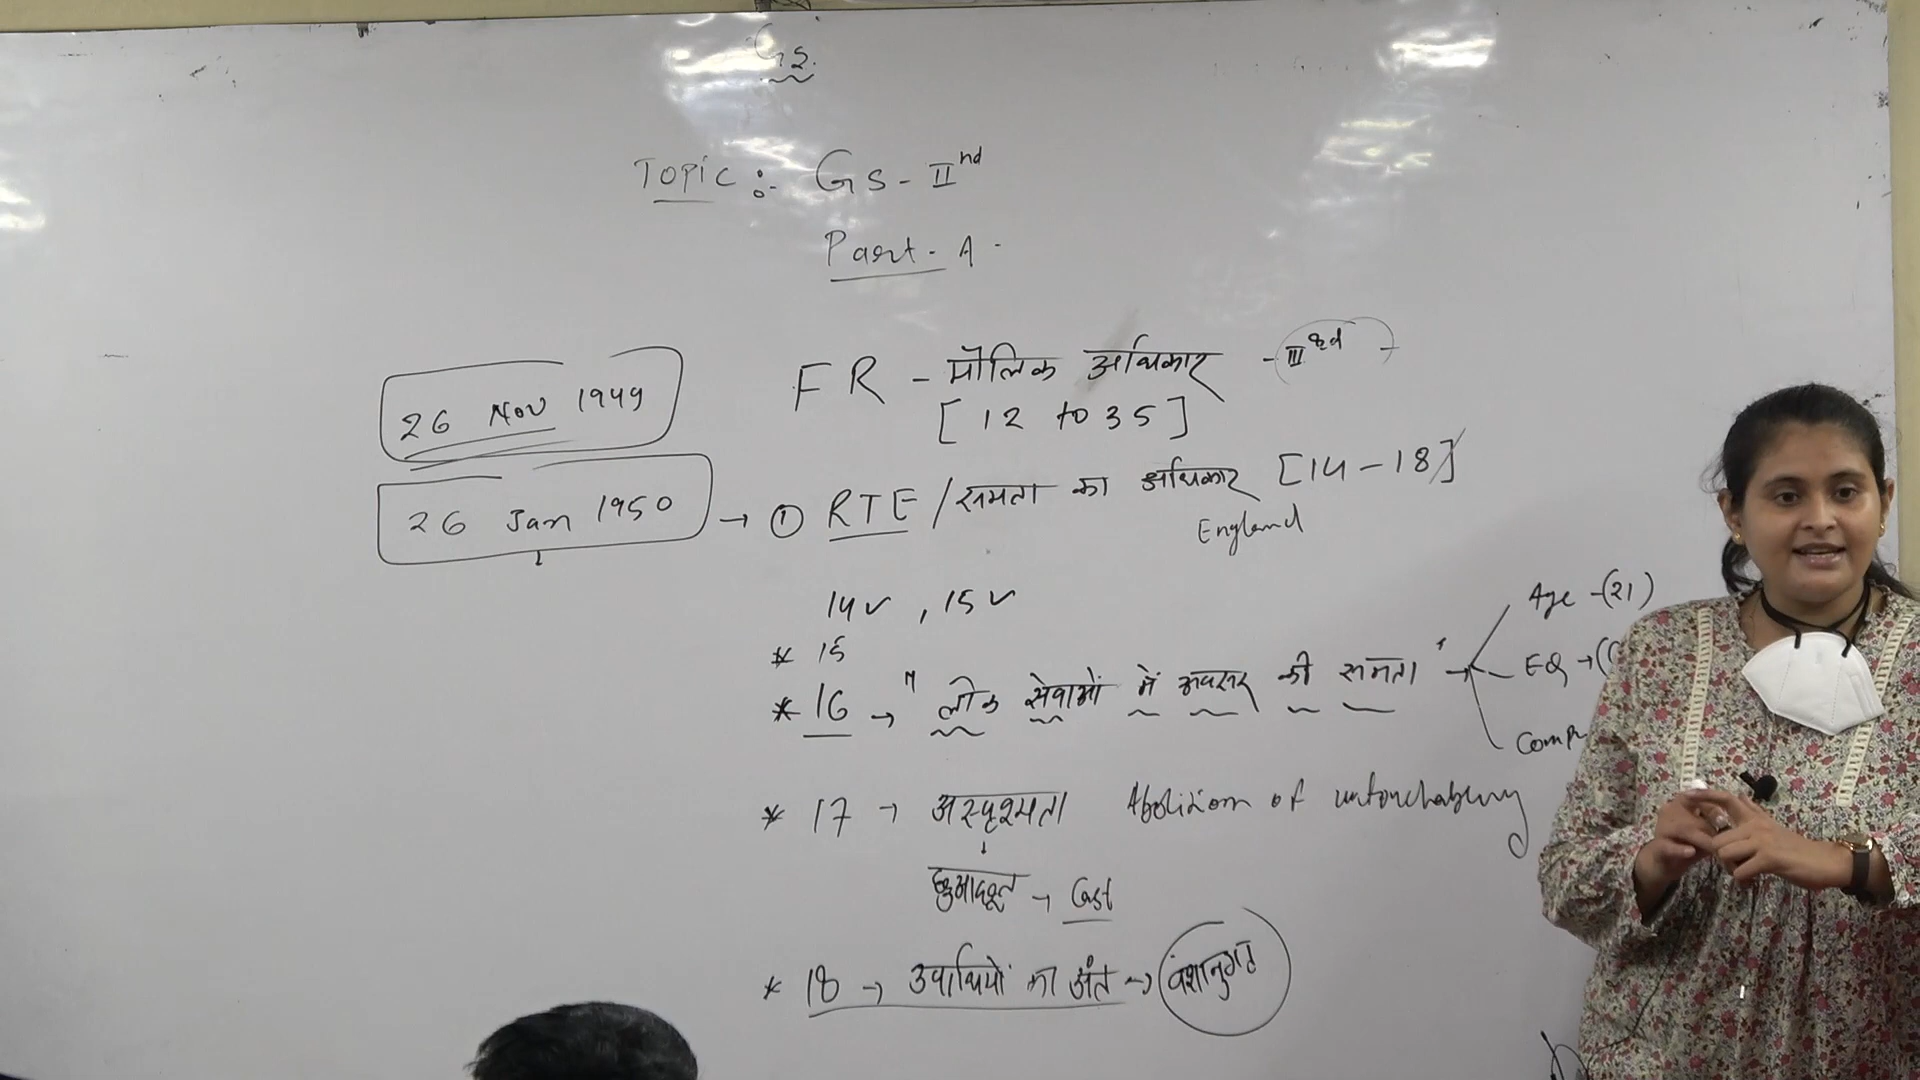 GS.
Topic :- GS - IInd
Part - A.
26 Nov 1949
FR - मौलिक अधिकार - IIIrd
[12 to 35]
26 Jan 1950 → ① RTE / समता का अधिकार [14 - 18]
England
14 ✓, 15 ✓
* 15
* 16 → " लोक सेवाओं में अवसर की समता "
Age - (21)
EQ → (
Comp
* 17 → अस्पृश्यता Abolition of untouchability
छुआछूत → Cast
* 18 → उपाधियों का अंत → वंशानुगत